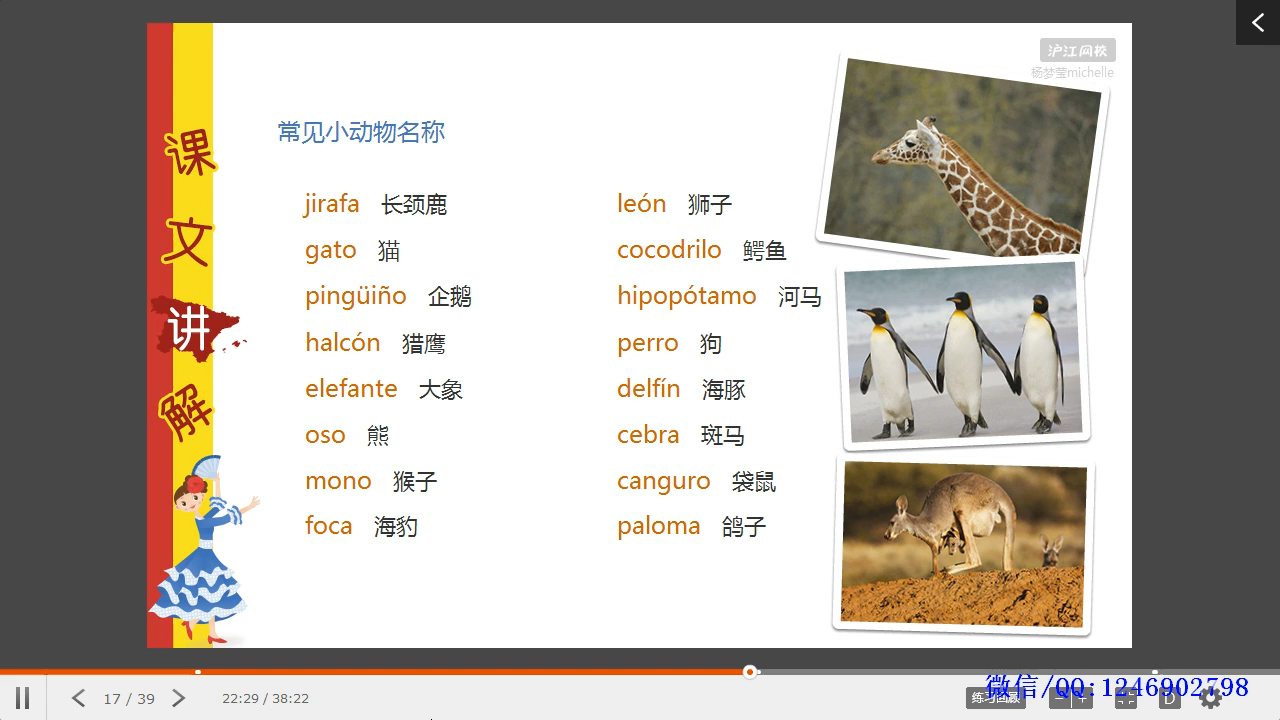 沪江网校
杨梦莹michelle
课文讲解
常见小动物名称
jirafa 长颈鹿
gato 猫
pingüiño 企鹅
halcón 猎鹰
elefante 大象
oso 熊
mono 猴子
foca 海豹
león 狮子
cocodrilo 鳄鱼
hipopótamo 河马
perro 狗
delfín 海豚
cebra 斑马
canguro 袋鼠
paloma 鸽子
17 / 39
22:29 / 38:22
微信/QQ:1246902798
D